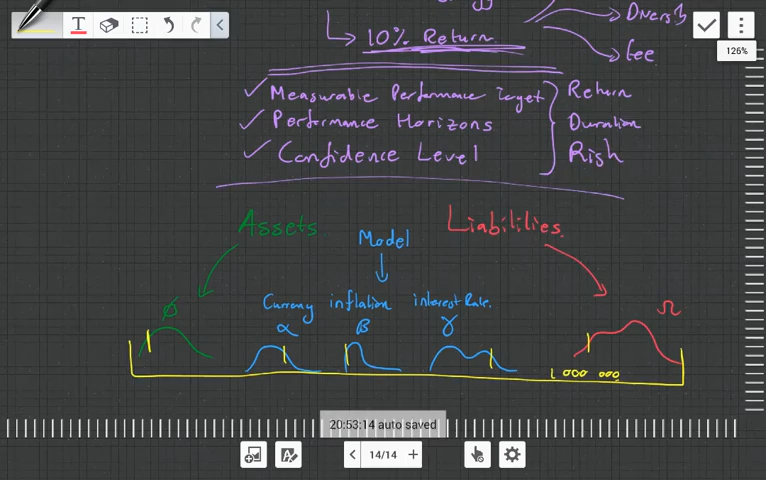 T
126%
10% Return
Diversity
Fee
Measurable Performance Target
Return
Performance Horizons
Duration
Confidence Level
Risk
Assets
Model
Liabilities
Currency inflation interest Rate.
Ø α β γ Ω
1 000 000
20:53:14 auto saved
14/14